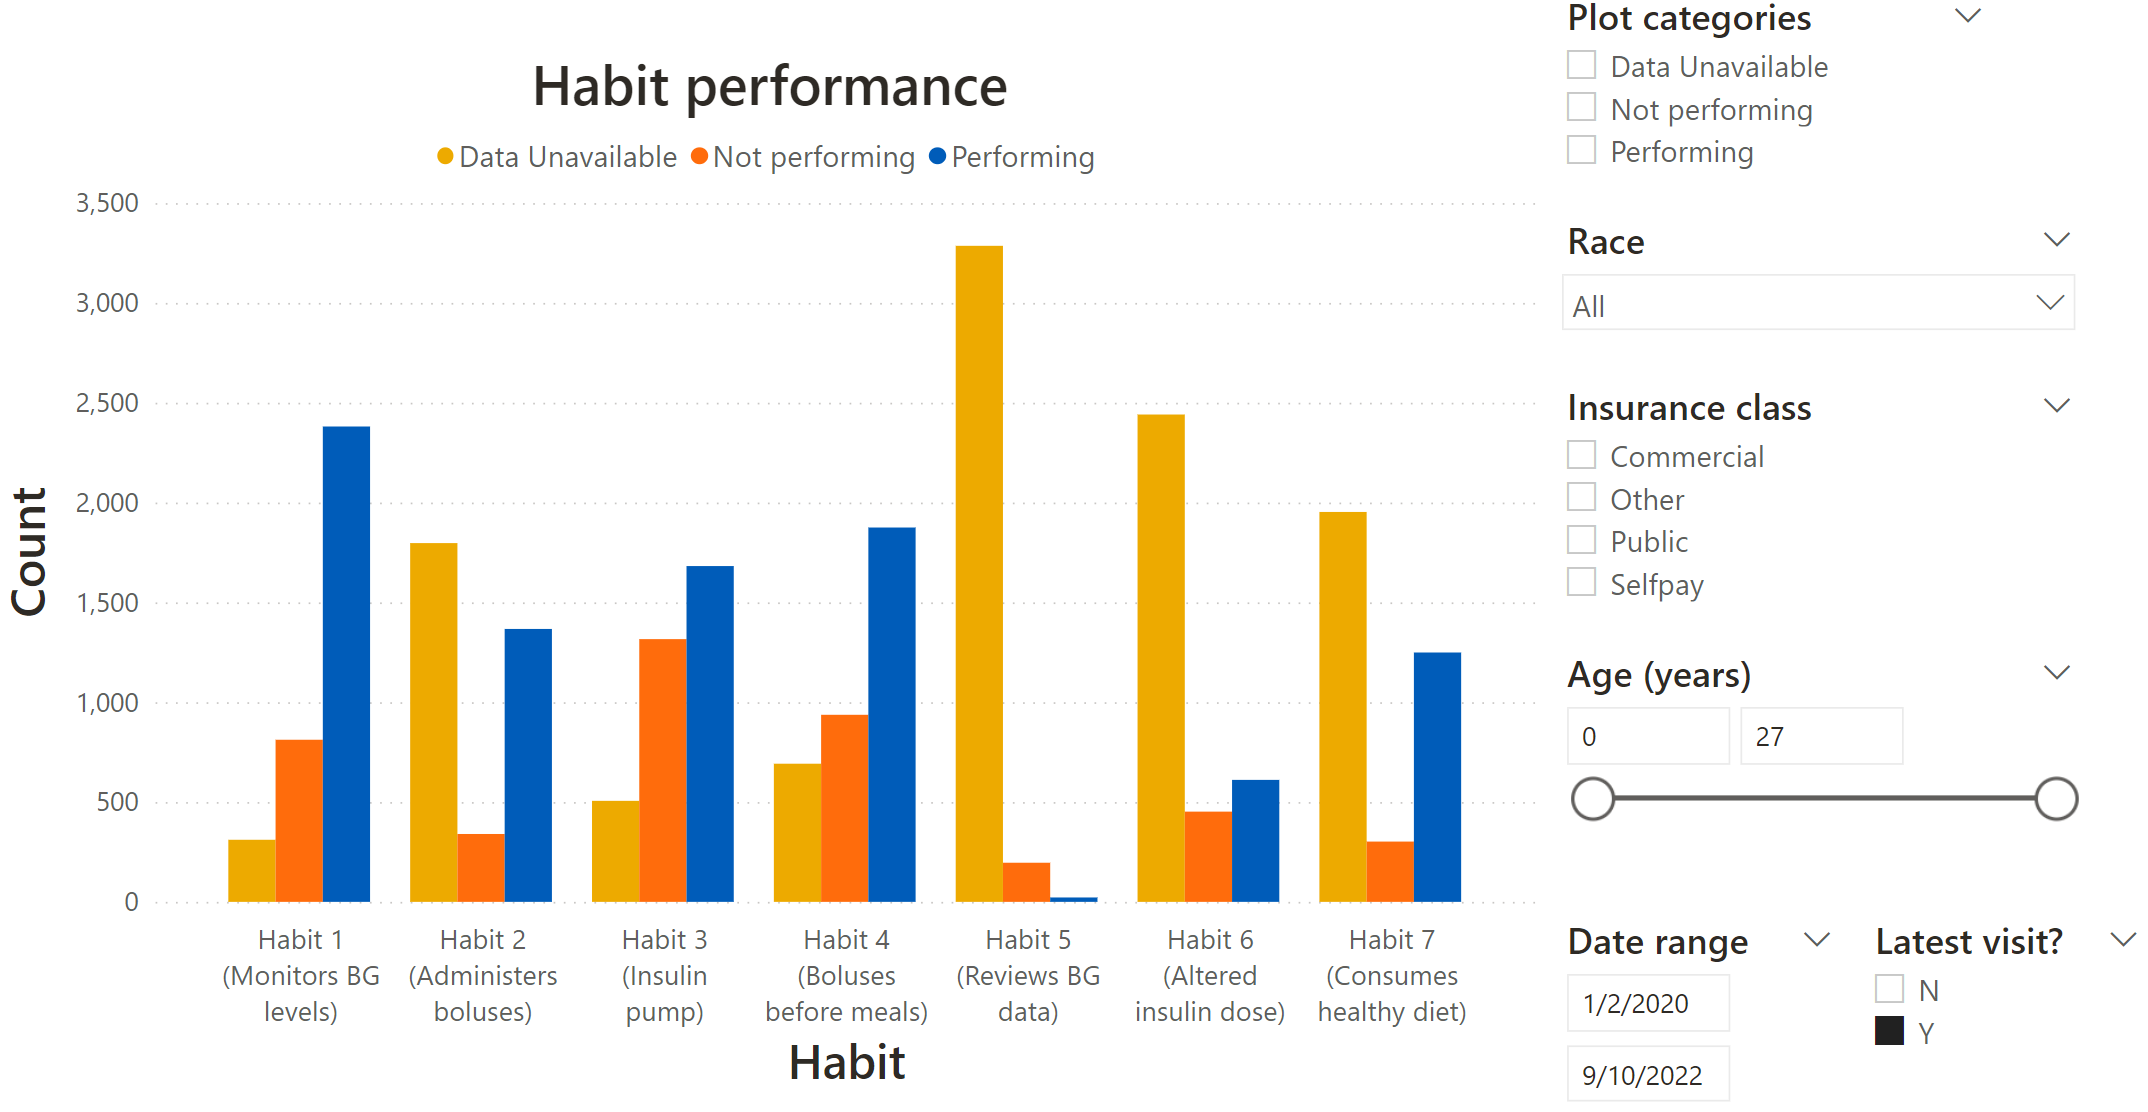 Habit performance
Data Unavailable Not performing Performing
3,500
3,000
2,500
2,000
1,500
1,000
500
0
Count
Habit 1 Habit 2 Habit 3 Habit 4 Habit 5 Habit 6 Habit 7
(Monitors BG (Administers (Insulin (Boluses (Reviews BG (Altered (Consumes
levels) boluses) pump) before meals) data) insulin dose) healthy diet)
Habit
Plot categories
Data Unavailable
Not performing
Performing
Race
All
Insurance class
Commercial
Other
Public
Selfpay
Age (years)
0 27
Date range
1/2/2020
9/10/2022
Latest visit?
N
Y